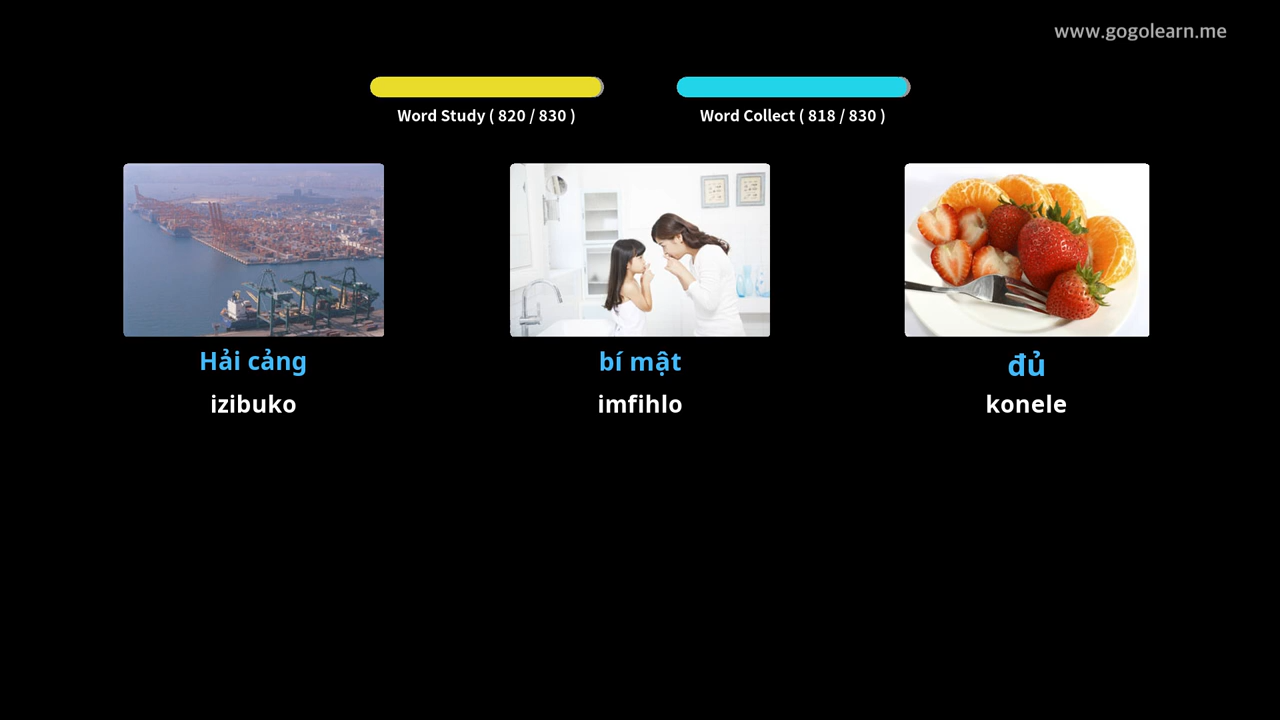 www.gogolearn.me
Word Study ( 820 / 830 )
Word Collect ( 818 / 830 )
Hải cảng
bí mật
đủ
izibuko
imfihlo
konele